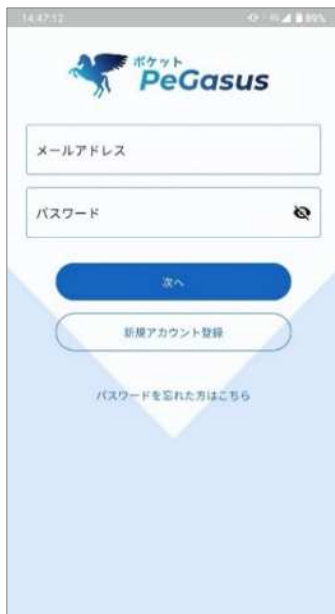 14:47:12
89%
ポケット
PeGasus
メールアドレス
パスワード
次へ
新規アカウント登録
パスワードを忘れた方はこちら